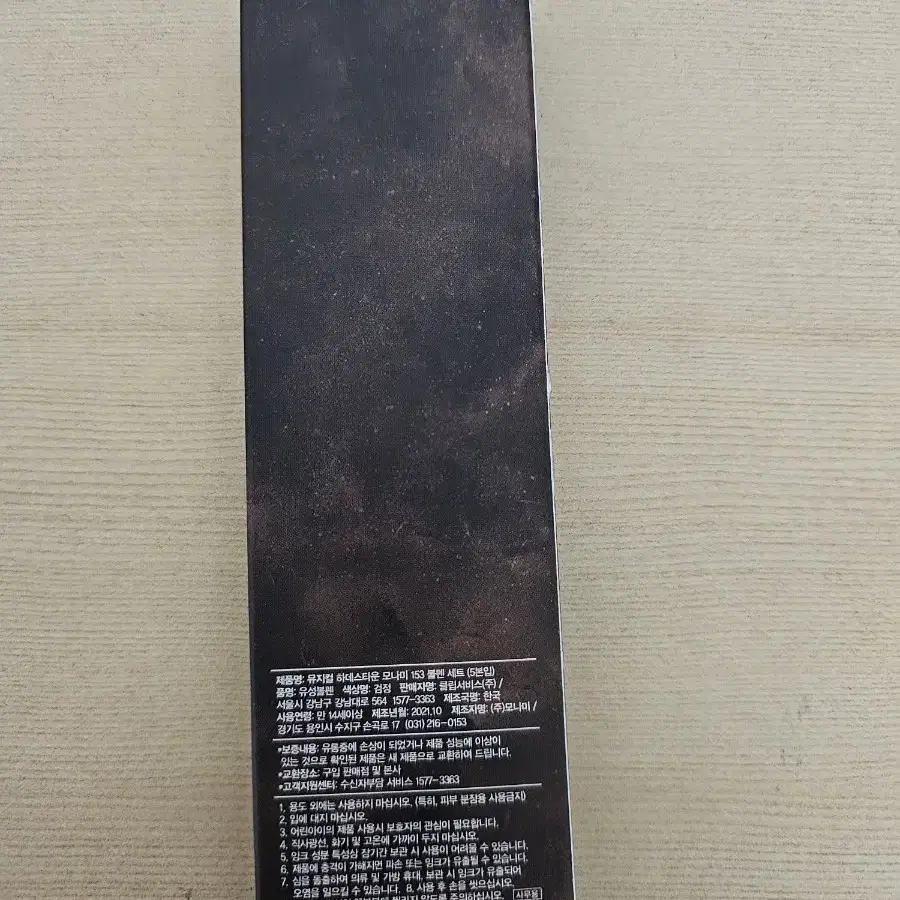 제품명: 뮤지컬 하데스타운 모나미 153 볼펜 세트 (5본입)
품명: 유성볼펜 색상명: 검정 판매자명: 클립서비스(주) /
서울시 강남구 강남대로 564 1577-3363 제조국명: 한국
사용연령: 만 14세이상 제조년월: 2021.10 제조자명: (주)모나미 /
경기도 용인시 수지구 손곡로 17 (031) 216-0153
•보증내용: 유통중에 손상이 되었거나 제품 성능에 이상이
있는 것으로 확인된 제품은 새 제품으로 교환하여 드립니다.
•교환장소: 구입 판매점 및 본사
•고객지원센터: 수신자부담 서비스 1577-3363
1. 용도 외에는 사용하지 마십시오. (특히, 피부 분장용 사용금지)
2. 입에 대지 마십시오.
3. 어린아이의 제품 사용시 보호자의 관심이 필요합니다.
4. 직사광선, 화기 및 고온에 가까이 두지 마십시오.
5. 잉크 성분 특성상 장기간 보관 시 사용이 어려울 수 있습니다.
6. 제품에 충격이 가해지면 파손 또는 잉크가 유출될 수 있습니다.
7. 심을 돌출하여 의류 및 가방 휴대, 보관 시 잉크가 유출되어
오염을 일으킬 수 있습니다. 8. 사용 후 손을 씻으십시오.
않도록 주의하십시오. 사무용